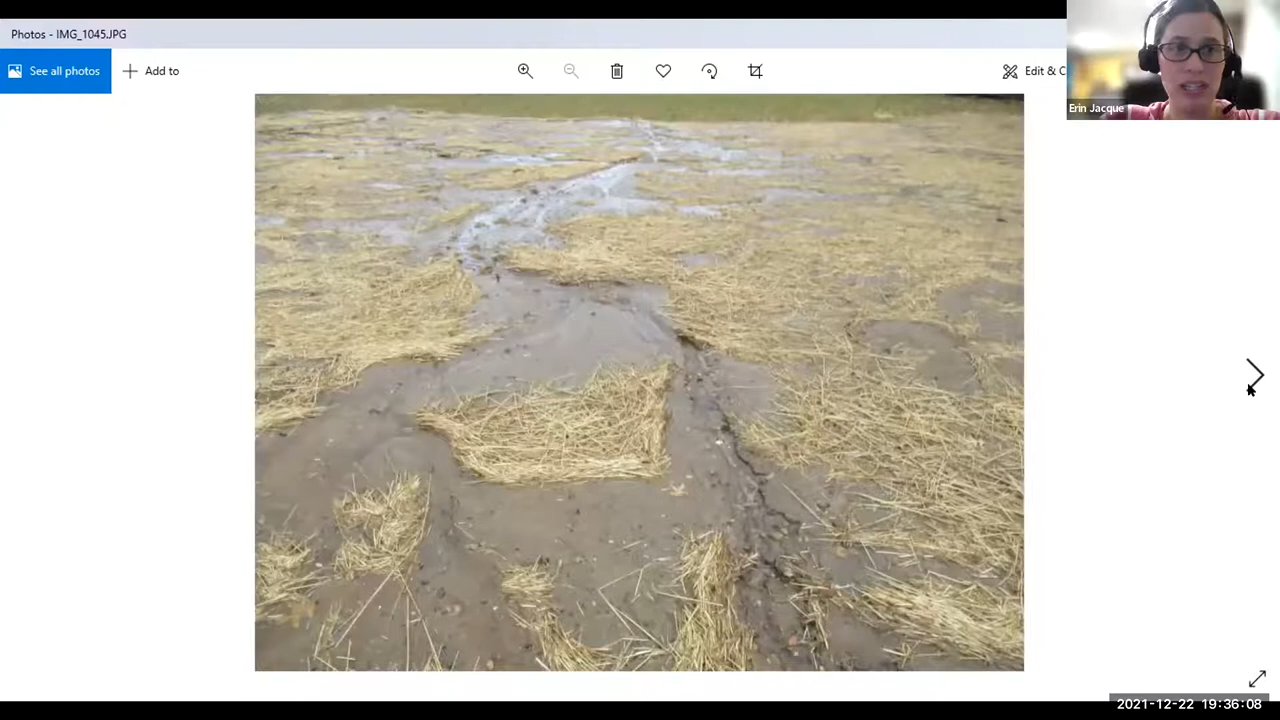 Photos - IMG_1045.JPG
See all photos
Add to
Edit & C
Erin Jacque
2021-12-22 19:36:08